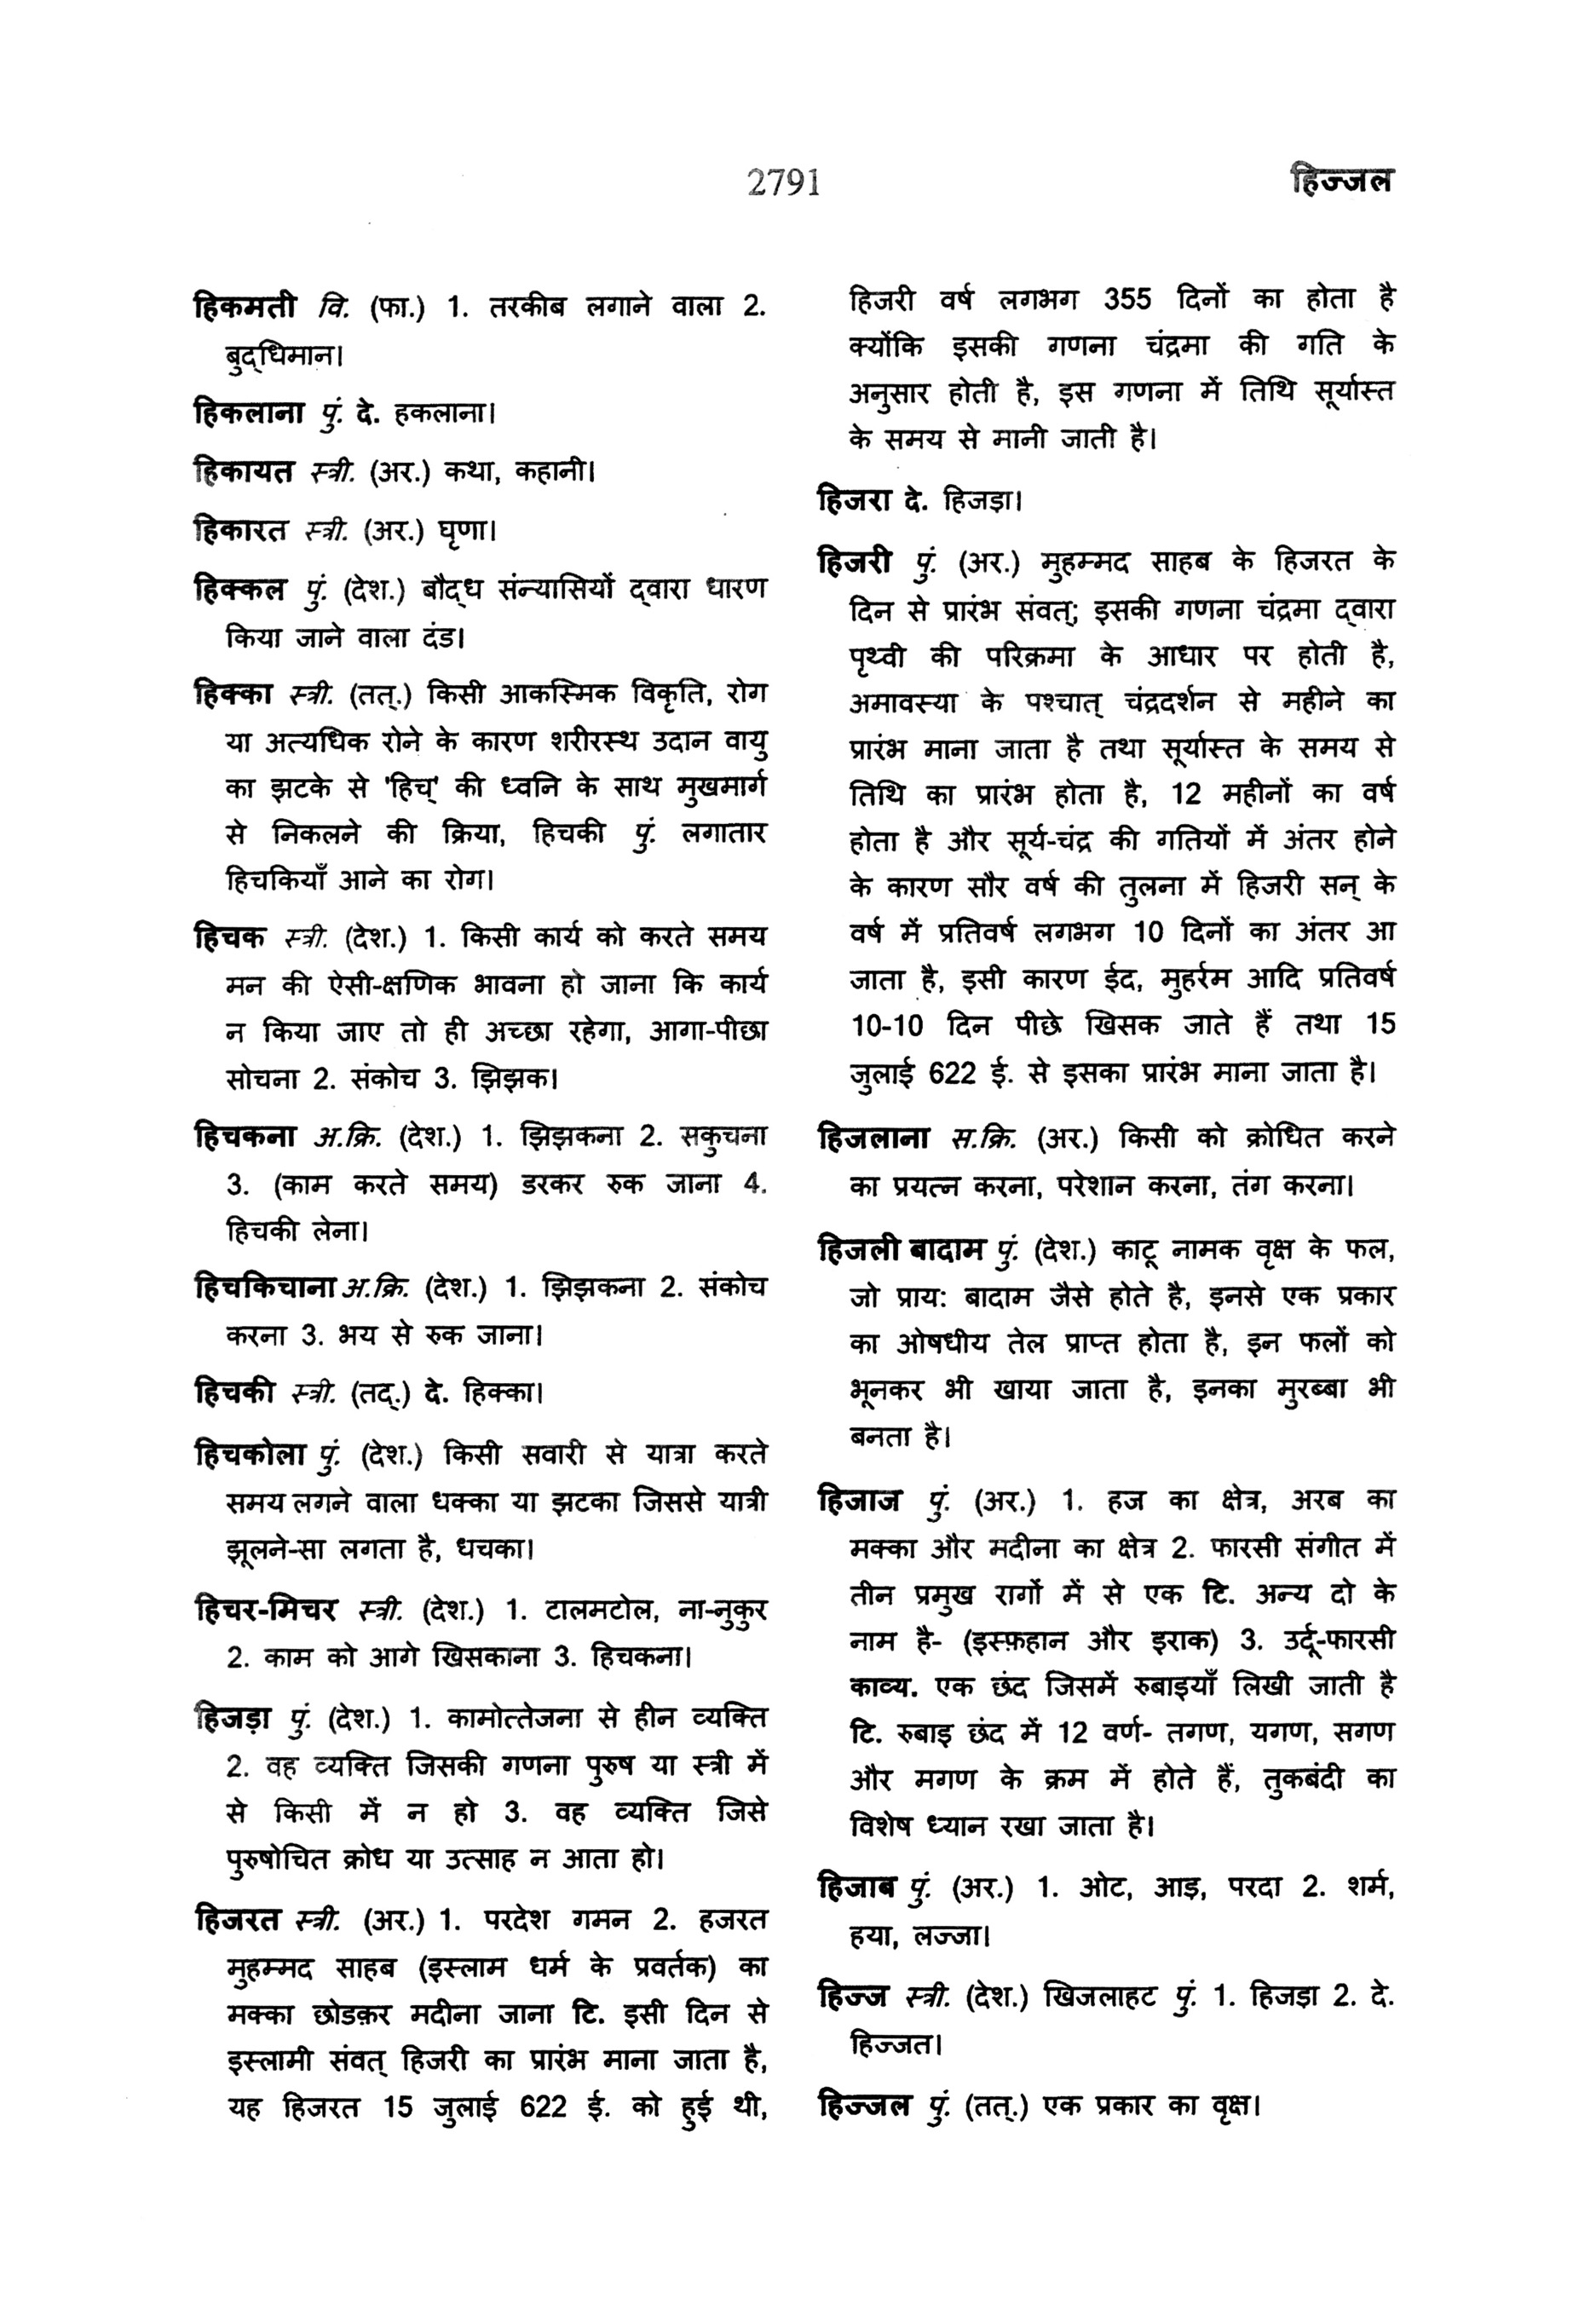 2791
हिज्जल
हिकमती वि. (फा.) 1. तरकीब लगाने वाला 2.
बुद्धिमान।
हिकलाना पुं. दे. हकलाना।
हिकायत स्त्री. (अर.) कथा, कहानी।
हिकारत स्त्री. (अर.) घृणा।
हिक्कल पुं. (देश.) बौद्ध संन्यासियों द्वारा धारण
किया जाने वाला दंड।
हिक्का स्त्री. (तत्.) किसी आकस्मिक विकृति, रोग
या अत्यधिक रोने के कारण शरीरस्थ उदान वायु
का झटके से 'हिच्' की ध्वनि के साथ मुखमार्ग
से निकलने की क्रिया, हिचकी पुं. लगातार
हिचकियाँ आने का रोग।
हिचक स्त्री. (देश.) 1. किसी कार्य को करते समय
मन की ऐसी-क्षणिक भावना हो जाना कि कार्य
न किया जाए तो ही अच्छा रहेगा, आगा-पीछा
सोचना 2. संकोच 3. झिझक।
हिचकना अ.क्रि. (देश.) 1. झिझकना 2. सकुचना
3. (काम करते समय) डरकर रुक जाना 4.
हिचकी लेना।
हिचकिचाना अ.क्रि. (देश.) 1. झिझकना 2. संकोच
करना 3. भय से रुक जाना।
हिचकी स्त्री. (तद्.) दे. हिक्का।
हिचकोला पुं. (देश.) किसी सवारी से यात्रा करते
समय लगने वाला धक्का या झटका जिससे यात्री
झूलने-सा लगता है, धचका।
हिचर-मिचर स्त्री. (देश.) 1. टालमटोल, ना-नुकुर
2. काम को आगे खिसकाना 3. हिचकना।
हिजड़ा पुं. (देश.) 1. कामोत्तेजना से हीन व्यक्ति
2. वह व्यक्ति जिसकी गणना पुरुष या स्त्री में
से किसी में न हो 3. वह व्यक्ति जिसे
पुरुषोचित क्रोध या उत्साह न आता हो।
हिजरत स्त्री. (अर.) 1. परदेश गमन 2. हजरत
मुहम्मद साहब (इस्लाम धर्म के प्रवर्तक) का
मक्का छोडक़र मदीना जाना टि. इसी दिन से
इस्लामी संवत् हिजरी का प्रारंभ माना जाता है,
यह हिजरत 15 जुलाई 622 ई. को हुई थी,
हिजरी वर्ष लगभग 355 दिनों का होता है
क्योंकि इसकी गणना चंद्रमा की गति के
अनुसार होती है, इस गणना में तिथि सूर्यास्त
के समय से मानी जाती है।
हिजरा दे. हिजड़ा।
हिजरी पुं. (अर.) मुहम्मद साहब के हिजरत के
दिन से प्रारंभ संवत्; इसकी गणना चंद्रमा द्वारा
पृथ्वी की परिक्रमा के आधार पर होती है,
अमावस्या के पश्चात् चंद्रदर्शन से महीने का
प्रारंभ माना जाता है तथा सूर्यास्त के समय से
तिथि का प्रारंभ होता है, 12 महीनों का वर्ष
होता है और सूर्य-चंद्र की गतियों में अंतर होने
के कारण सौर वर्ष की तुलना में हिजरी सन् के
वर्ष में प्रतिवर्ष लगभग 10 दिनों का अंतर आ
जाता है, इसी कारण ईद, मुहर्रम आदि प्रतिवर्ष
10-10 दिन पीछे खिसक जाते हैं तथा 15
जुलाई 622 ई. से इसका प्रारंभ माना जाता है।
हिजलाना स.क्रि. (अर.) किसी को क्रोधित करने
का प्रयत्न करना, परेशान करना, तंग करना।
हिजली बादाम पुं. (देश.) काटू नामक वृक्ष के फल,
जो प्राय: बादाम जैसे होते है, इनसे एक प्रकार
का ओषधीय तेल प्राप्त होता है, इन फलों को
भूनकर भी खाया जाता है, इनका मुरब्बा भी
बनता है।
हिजाज पुं. (अर.) 1. हज का क्षेत्र, अरब का
मक्का और मदीना का क्षेत्र 2. फारसी संगीत में
तीन प्रमुख रागों में से एक टि. अन्य दो के
नाम है- (इस्फ़हान और इराक) 3. उर्दू-फारसी
काव्य. एक छंद जिसमें रुबाइयाँ लिखी जाती है
टि. रुबाइ छंद में 12 वर्ण- तगण, यगण, सगण
और मगण के क्रम में होते हैं, तुकबंदी का
विशेष ध्यान रखा जाता है।
हिजाब पुं. (अर.) 1. ओट, आड़, परदा 2. शर्म,
हया, लज्जा।
हिज्ज स्त्री. (देश.) खिजलाहट पुं. 1. हिजड़ा 2. दे.
हिज्जत।
हिज्जल पुं. (तत्.) एक प्रकार का वृक्ष।